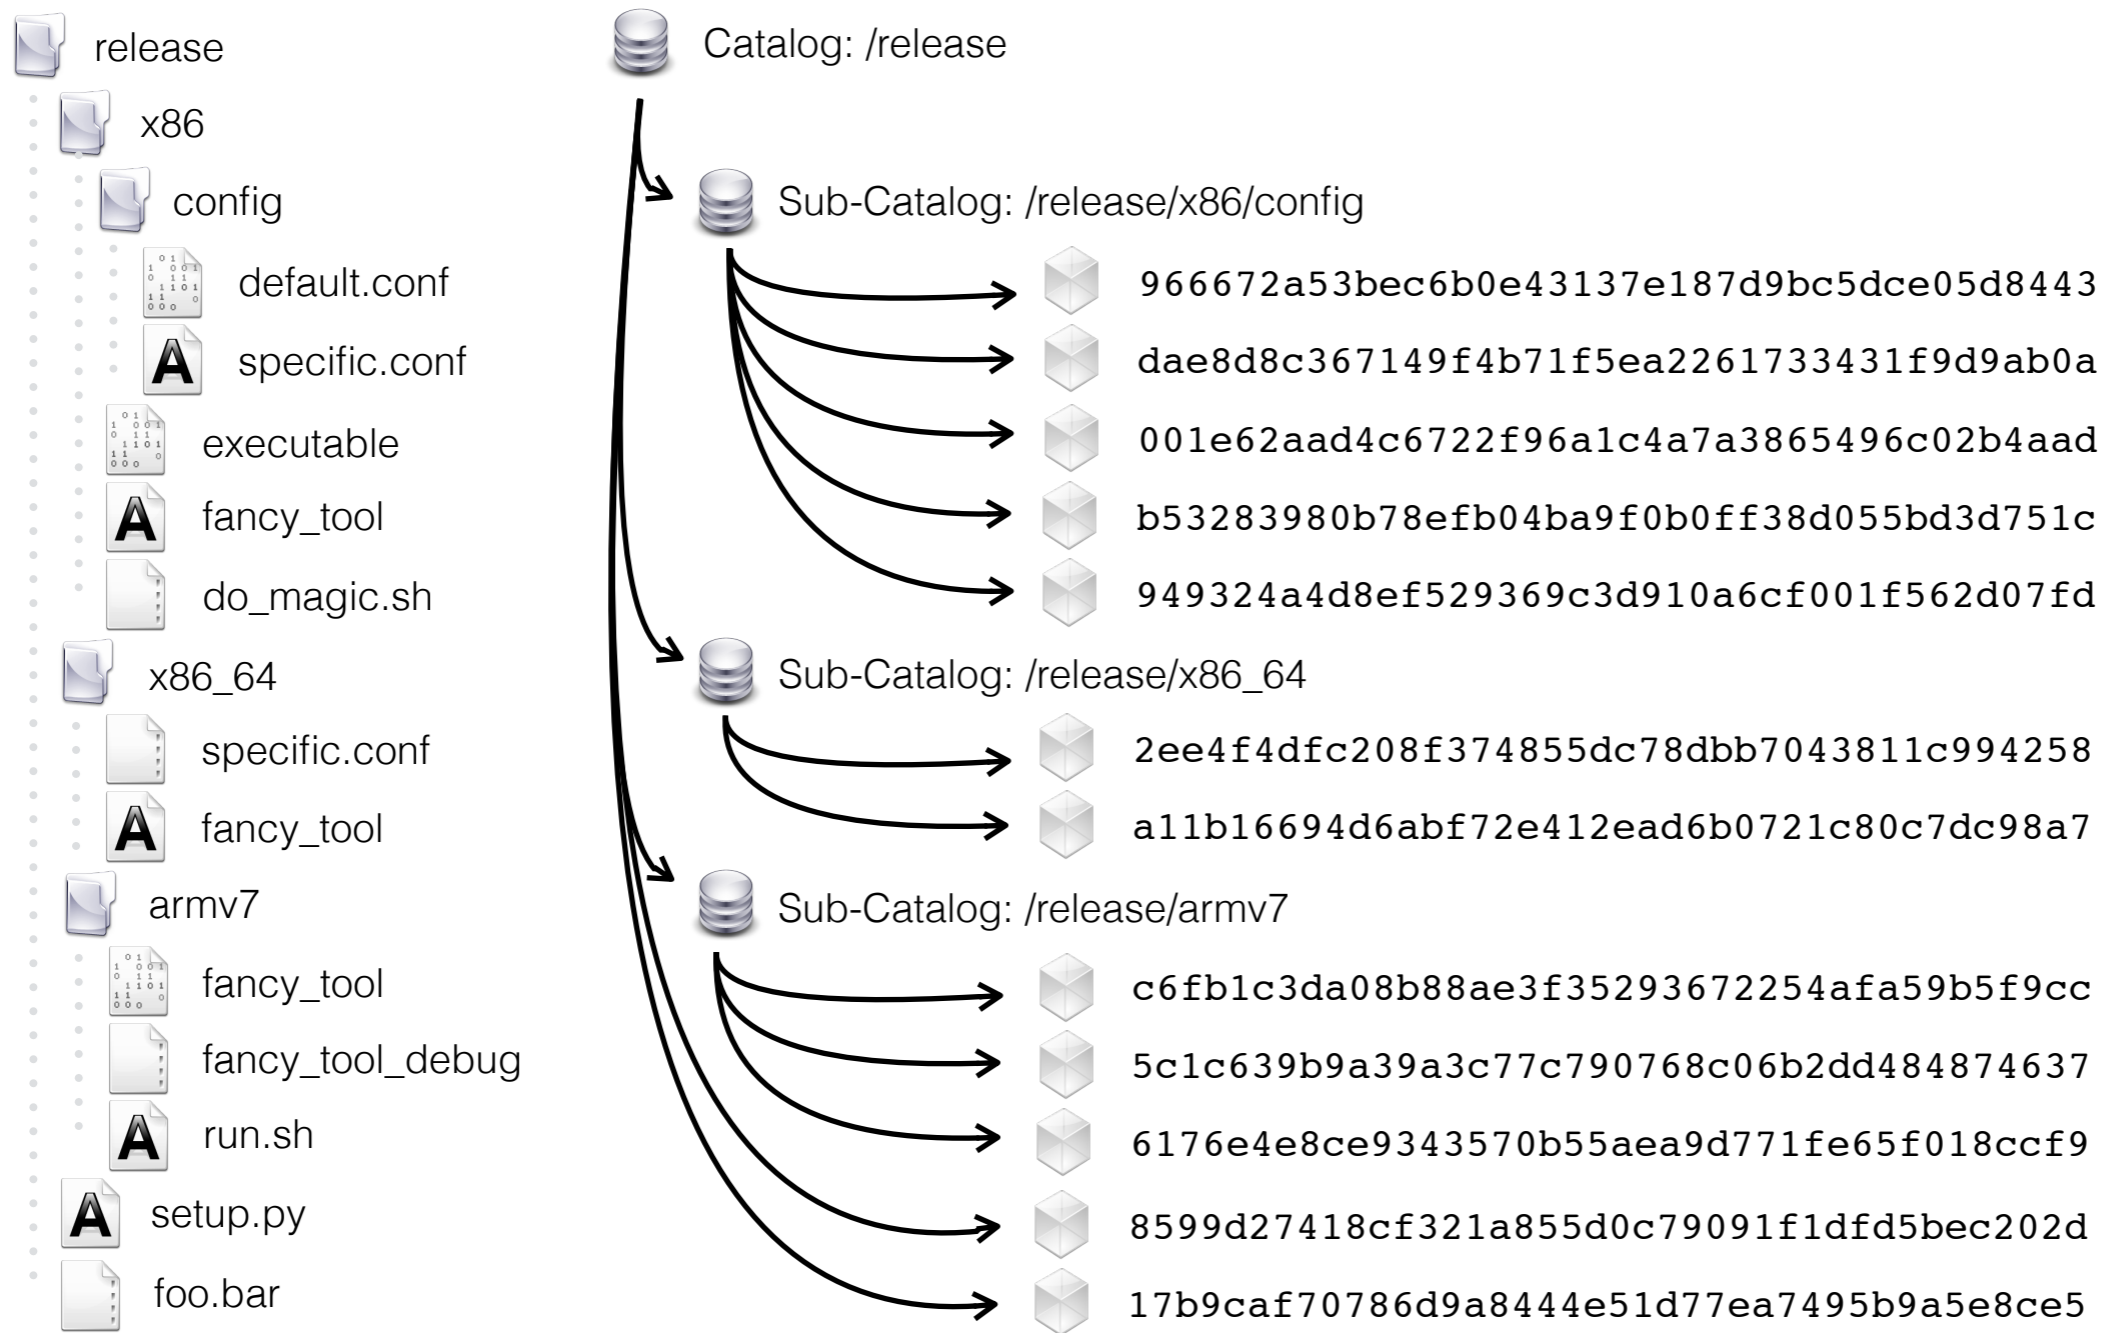 release
x86
config
default.conf
specific.conf
executable
fancy_tool
do_magic.sh
x86_64
specific.conf
fancy_tool
armv7
fancy_tool
fancy_tool_debug
run.sh
setup.py
foo.bar
Catalog: /release
Sub-Catalog: /release/x86/config
966672a53bec6b0e43137e187d9bc5dce05d8443
dae8d8c367149f4b71f5ea2261733431f9d9ab0a
001e62aad4c6722f96a1c4a7a3865496c02b4aad
b53283980b78efb04ba9f0b0ff38d055bd3d751c
949324a4d8ef529369c3d910a6cf001f562d07fd
Sub-Catalog: /release/x86_64
2ee4f4dfc208f374855dc78dbb7043811c994258
a11b16694d6abf72e412ead6b0721c80c7dc98a7
Sub-Catalog: /release/armv7
c6fb1c3da08b88ae3f35293672254afa59b5f9cc
5c1c639b9a39a3c77c790768c06b2dd484874637
6176e4e8ce9343570b55aea9d771fe65f018ccf9
8599d27418cf321a855d0c79091f1dfd5bec202d
17b9caf70786d9a8444e51d77ea7495b9a5e8ce5